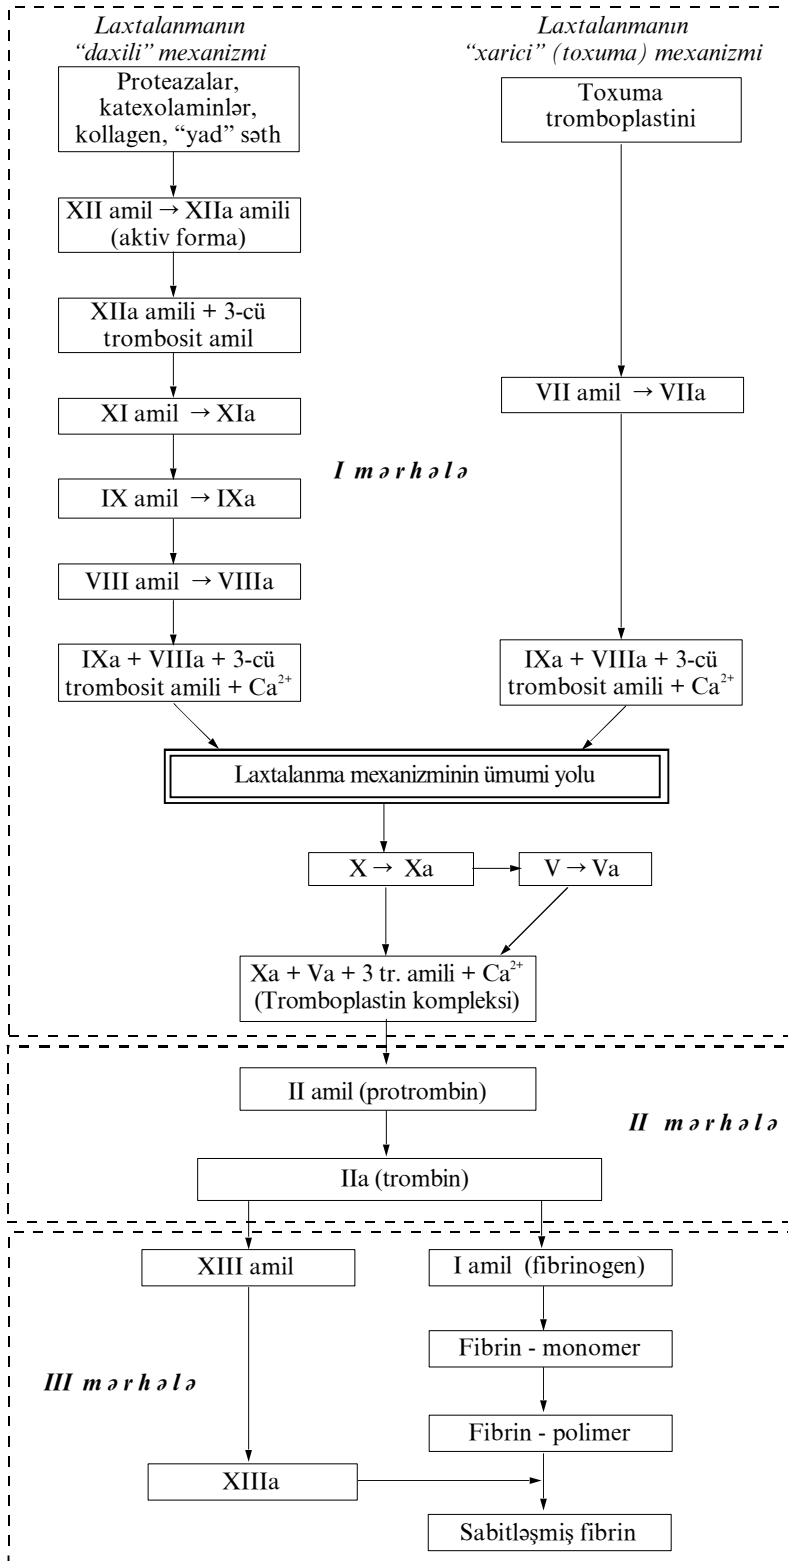 Laxtalanmanın
“daxili” mexanizmi
Proteazalar,
katexolaminlər,
kollagen, “yad” səth
XII amil → XIIa amili
(aktiv forma)
XIIa amili + 3-cü
trombosit amil
XI amil → XIa
IX amil → IXa
VIII amil → VIIIa
IXa + VIIIa + 3-cü
trombosit amili + Ca²⁺
Laxtalanmanın
“xarici” (toxuma) mexanizmi
Toxuma
tromboplastini
VII amil → VIIa
IXa + VIIIa + 3-cü
trombosit amili + Ca²⁺
I mərhələ
Laxtalanma mexanizminin ümumi yolu
X → Xa
V → Va
Xa + Va + 3 tr. amili + Ca²⁺
(Tromboplastin kompleksi)
II amil (protrombin)
II mərhələ
IIa (trombin)
XIII amil
I amil (fibrinogen)
Fibrin - monomer
III mərhələ
Fibrin - polimer
XIIIa
Sabitləşmiş fibrin